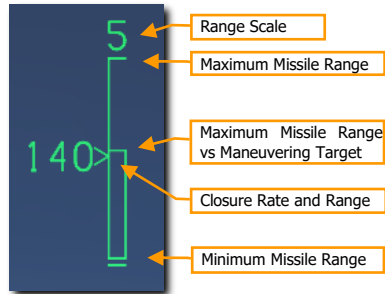 5
Range Scale
Maximum Missile Range
140>
Maximum Missile Range
vs Maneuvering Target
Closure Rate and Range
Minimum Missile Range